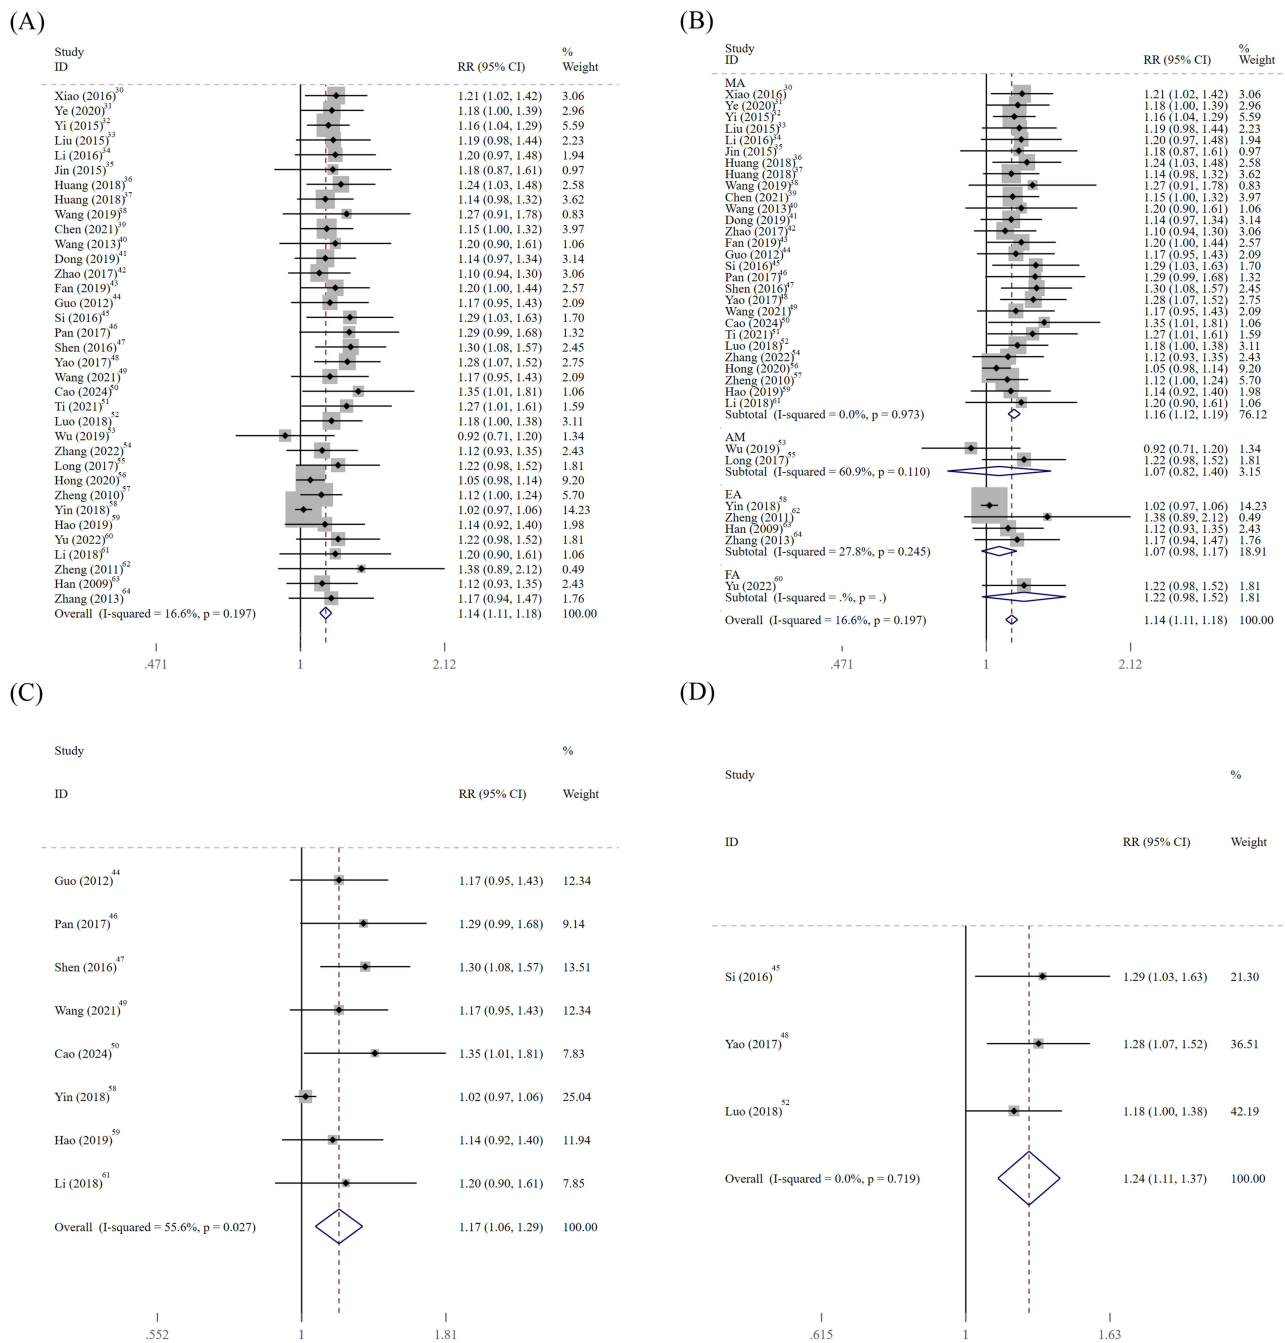 (A)
Study %
ID RR (95% CI) Weight
Xiao (2016)30 1.21 (1.02, 1.42) 3.06
Ye (2020)31 1.18 (1.00, 1.39) 2.96
Yi (2015)32 1.16 (1.04, 1.29) 5.59
Liu (2015)33 1.19 (0.98, 1.44) 2.23
Li (2016)34 1.20 (0.97, 1.48) 1.94
Jin (2015)35 1.18 (0.87, 1.61) 0.97
Huang (2018)36 1.24 (1.03, 1.48) 2.58
Huang (2018)37 1.14 (0.98, 1.32) 3.62
Wang (2019)38 1.27 (0.91, 1.78) 0.83
Chen (2021)39 1.15 (1.00, 1.32) 3.97
Wang (2013)40 1.20 (0.90, 1.61) 1.06
Dong (2019)41 1.14 (0.97, 1.34) 3.14
Zhao (2017)42 1.10 (0.94, 1.30) 3.06
Fan (2019)43 1.20 (1.00, 1.44) 2.57
Guo (2012)44 1.17 (0.95, 1.43) 2.09
Si (2016)45 1.29 (1.03, 1.63) 1.70
Pan (2017)46 1.29 (0.99, 1.68) 1.32
Shen (2016)47 1.30 (1.08, 1.57) 2.45
Yao (2017)48 1.28 (1.07, 1.52) 2.75
Wang (2021)49 1.17 (0.95, 1.43) 2.09
Cao (2024)50 1.35 (1.01, 1.81) 1.06
Ti (2021)51 1.27 (1.01, 1.61) 1.59
Luo (2018)52 1.18 (1.00, 1.38) 3.11
Wu (2019)53 0.92 (0.71, 1.20) 1.34
Zhang (2022)54 1.12 (0.93, 1.35) 2.43
Long (2017)55 1.22 (0.98, 1.52) 1.81
Hong (2020)56 1.05 (0.98, 1.14) 9.20
Zheng (2010)57 1.12 (1.00, 1.24) 5.70
Yin (2018)58 1.02 (0.97, 1.06) 14.23
Hao (2019)59 1.14 (0.92, 1.40) 1.98
Yu (2022)60 1.22 (0.98, 1.52) 1.81
Li (2018)61 1.20 (0.90, 1.61) 1.06
Zheng (2011)62 1.38 (0.89, 2.12) 0.49
Han (2009)63 1.12 (0.93, 1.35) 2.43
Zhang (2013)64 1.17 (0.94, 1.47) 1.76
Overall (I-squared = 16.6%, p = 0.197) 1.14 (1.11, 1.18) 100.00
.471 1 2.12
(B)
Study %
ID RR (95% CI) Weight
MA
Xiao (2016)30 1.21 (1.02, 1.42) 3.06
Ye (2020)31 1.18 (1.00, 1.39) 2.96
Yi (2015)32 1.16 (1.04, 1.29) 5.59
Liu (2015)33 1.19 (0.98, 1.44) 2.23
Li (2016)34 1.20 (0.97, 1.48) 1.94
Jin (2015)35 1.18 (0.87, 1.61) 0.97
Huang (2018)36 1.24 (1.03, 1.48) 2.58
Huang (2018)37 1.14 (0.98, 1.32) 3.62
Wang (2019)38 1.27 (0.91, 1.78) 0.83
Chen (2021)39 1.15 (1.00, 1.32) 3.97
Wang (2013)40 1.20 (0.90, 1.61) 1.06
Dong (2019)41 1.14 (0.97, 1.34) 3.14
Zhao (2017)42 1.10 (0.94, 1.30) 3.06
Fan (2019)43 1.20 (1.00, 1.44) 2.57
Guo (2012)44 1.17 (0.95, 1.43) 2.09
Si (2016)45 1.29 (1.03, 1.63) 1.70
Pan (2017)46 1.29 (0.99, 1.68) 1.32
Shen (2016)47 1.30 (1.08, 1.57) 2.45
Yao (2017)48 1.28 (1.07, 1.52) 2.75
Wang (2021)49 1.17 (0.95, 1.43) 2.09
Cao (2024)50 1.35 (1.01, 1.81) 1.06
Ti (2021)51 1.27 (1.01, 1.61) 1.59
Luo (2018)52 1.18 (1.00, 1.38) 3.11
Zhang (2022)54 1.12 (0.93, 1.35) 2.43
Hong (2020)56 1.05 (0.98, 1.14) 9.20
Zheng (2010)57 1.12 (1.00, 1.24) 5.70
Hao (2019)59 1.14 (0.92, 1.40) 1.98
Li (2018)61 1.20 (0.90, 1.61) 1.06
Subtotal (I-squared = 0.0%, p = 0.973) 1.16 (1.12, 1.19) 76.12
AM
Wu (2019)53 0.92 (0.71, 1.20) 1.34
Long (2017)55 1.22 (0.98, 1.52) 1.81
Subtotal (I-squared = 60.9%, p = 0.110) 1.07 (0.82, 1.40) 3.15
EA
Yin (2018)58 1.02 (0.97, 1.06) 14.23
Zheng (2011)62 1.38 (0.89, 2.12) 0.49
Han (2009)63 1.12 (0.93, 1.35) 2.43
Zhang (2013)64 1.17 (0.94, 1.47) 1.76
Subtotal (I-squared = 27.8%, p = 0.245) 1.07 (0.98, 1.17) 18.91
FA
Yu (2022)60 1.22 (0.98, 1.52) 1.81
Subtotal (I-squared = .%, p = .) 1.22 (0.98, 1.52) 1.81
Overall (I-squared = 16.6%, p = 0.197) 1.14 (1.11, 1.18) 100.00
.471 1 2.12
(C)
Study %
ID RR (95% CI) Weight
Guo (2012)44 1.17 (0.95, 1.43) 12.34
Pan (2017)46 1.29 (0.99, 1.68) 9.14
Shen (2016)47 1.30 (1.08, 1.57) 13.51
Wang (2021)49 1.17 (0.95, 1.43) 12.34
Cao (2024)50 1.35 (1.01, 1.81) 7.83
Yin (2018)58 1.02 (0.97, 1.06) 25.04
Hao (2019)59 1.14 (0.92, 1.40) 11.94
Li (2018)61 1.20 (0.90, 1.61) 7.85
Overall (I-squared = 55.6%, p = 0.027) 1.17 (1.06, 1.29) 100.00
.552 1 1.81
(D)
Study %
ID RR (95% CI) Weight
Si (2016)45 1.29 (1.03, 1.63) 21.30
Yao (2017)48 1.28 (1.07, 1.52) 36.51
Luo (2018)52 1.18 (1.00, 1.38) 42.19
Overall (I-squared = 0.0%, p = 0.719) 1.24 (1.11, 1.37) 100.00
.615 1 1.63